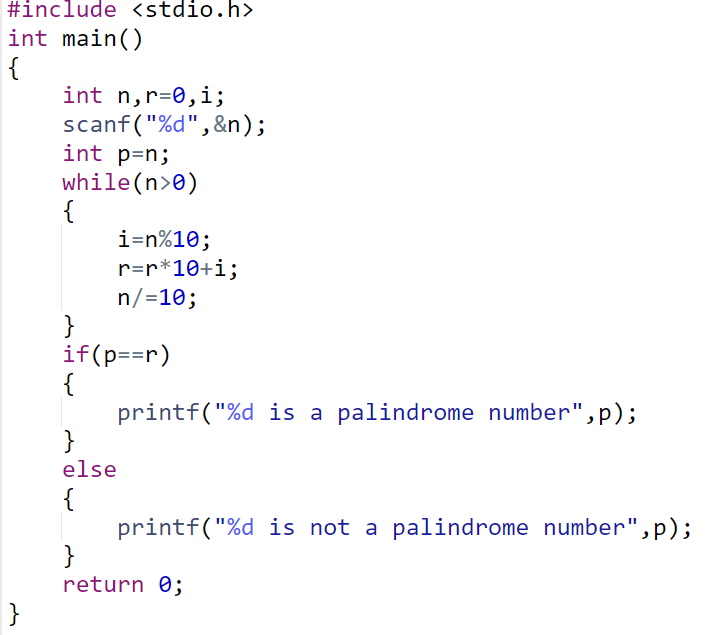 #include <stdio.h>
int main()
{
    int n,r=0,i;
    scanf("%d",&n);
    int p=n;
    while(n>0)
    {
        i=n%10;
        r=r*10+i;
        n/=10;
    }
    if(p==r)
    {
        printf("%d is a palindrome number",p);
    }
    else
    {
        printf("%d is not a palindrome number",p);
    }
    return 0;
}